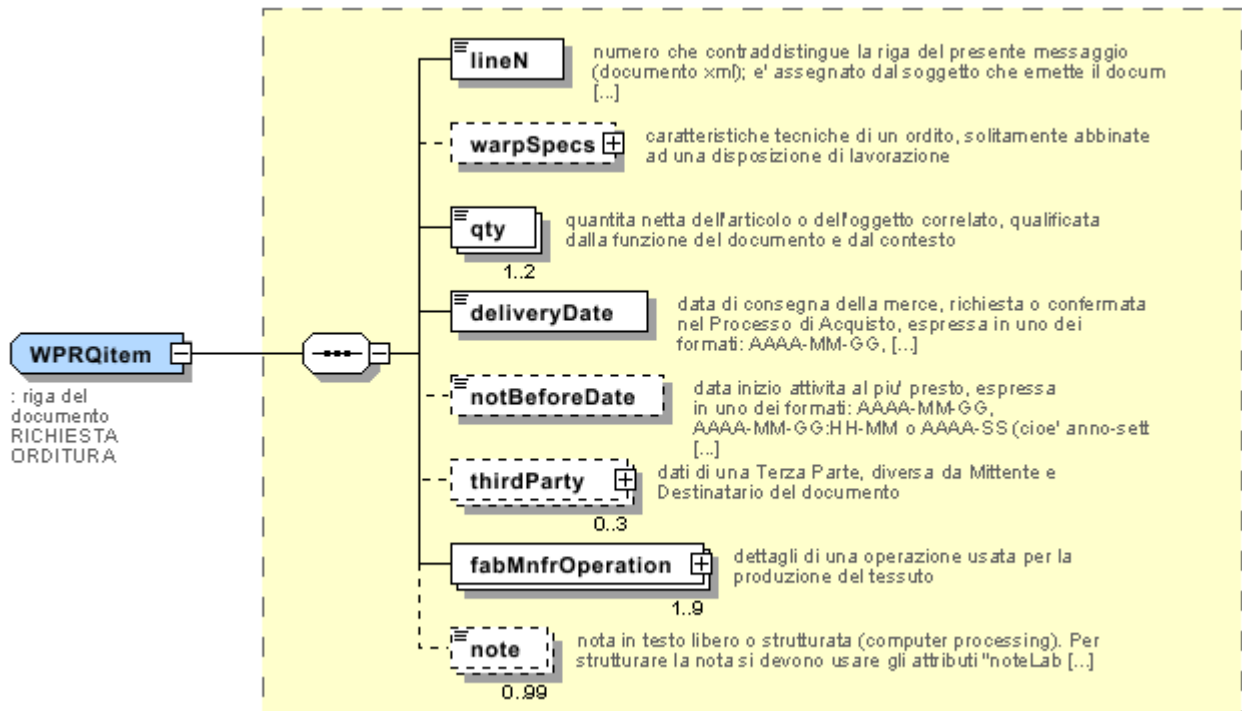 lineN
numero che contraddistingue la riga del presente messaggio
(documento xml); e' assegnato dal soggetto che emette il docum
[...]
warpSpecs
caratteristiche tecniche di un ordito, solitamente abbinate
ad una disposizione di lavorazione
qty
1..2
quantita netta dell'articolo o dell'oggetto correlato, qualificata
dalla funzione del documento e dal contesto
deliveryDate
data di consegna della merce, richiesta o confermata
nel Processo di Acquisto, espressa in uno dei
formati: AAAA-MM-GG, [...]
WPRQitem
: riga del
documento
RICHIESTA
ORDITURA
notBeforeDate
data inizio attivita al piu' presto, espressa
in uno dei formati: AAAA-MM-GG,
AAAA-MM-GG:HH-MM o AAAA-SS (cioe' anno-sett
[...]
thirdParty
0..3
dati di una Terza Parte, diversa da Mittente e
Destinatario del documento
fabMnfrOperation
1..9
dettagli di una operazione usata per la
produzione del tessuto
note
0..99
nota in testo libero o strutturata (computer processing). Per
strutturare la nota si devono usare gli attributi "noteLab [...]